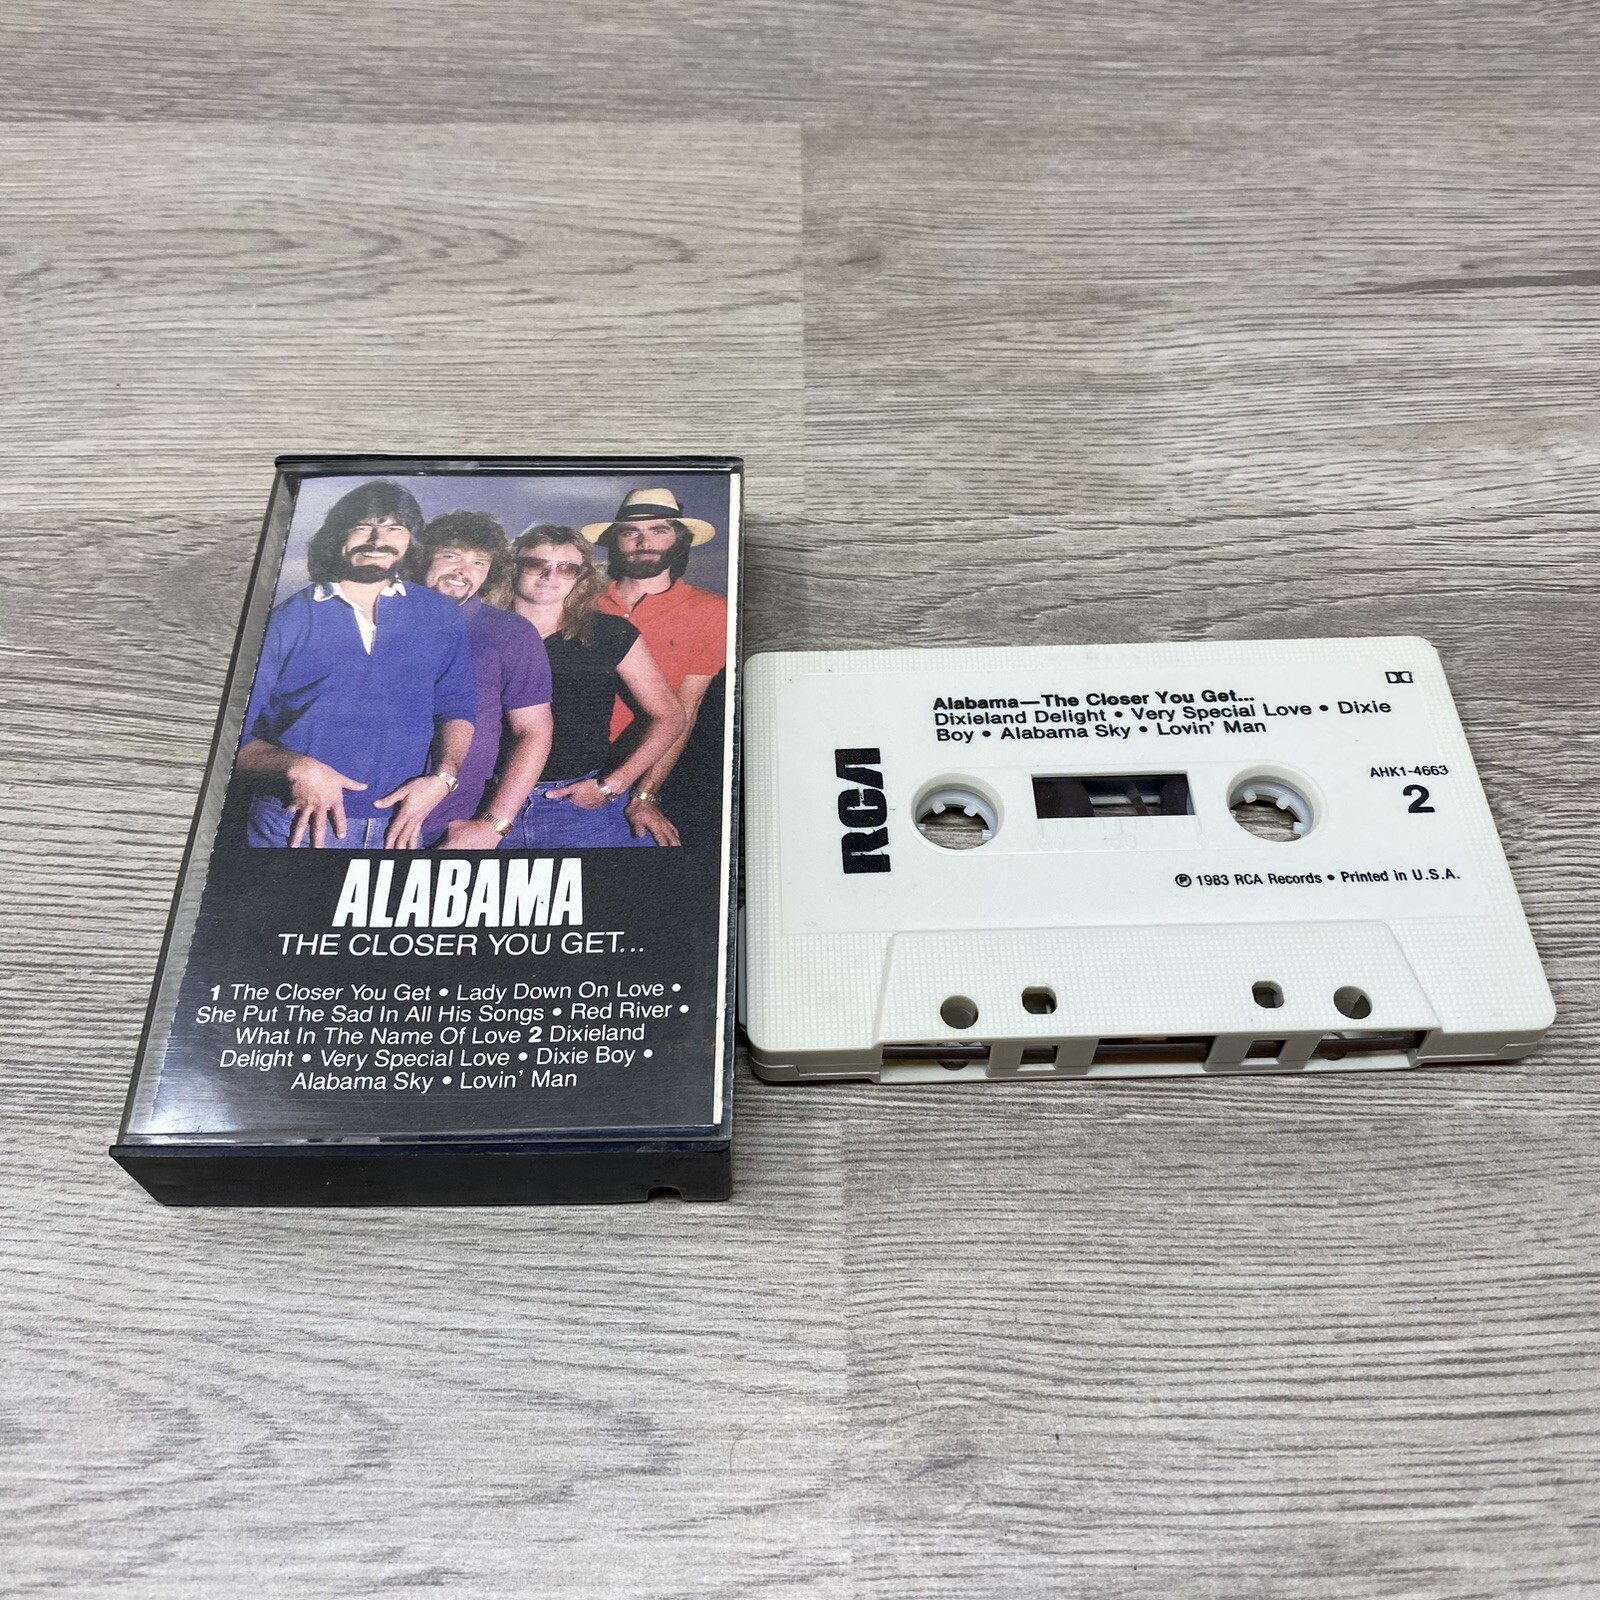 ALABAMA
THE CLOSER YOU GET...
1 The Closer You Get • Lady Down On Love •
She Put The Sad In All His Songs • Red River •
What In The Name Of Love 2 Dixieland
Delight • Very Special Love • Dixie Boy •
Alabama Sky • Lovin' Man
Alabama—The Closer You Get...
Dixieland Delight • Very Special Love • Dixie
Boy • Alabama Sky • Lovin' Man
RCA
AHK1-4663
2
℗ 1983 RCA Records • Printed in U.S.A.